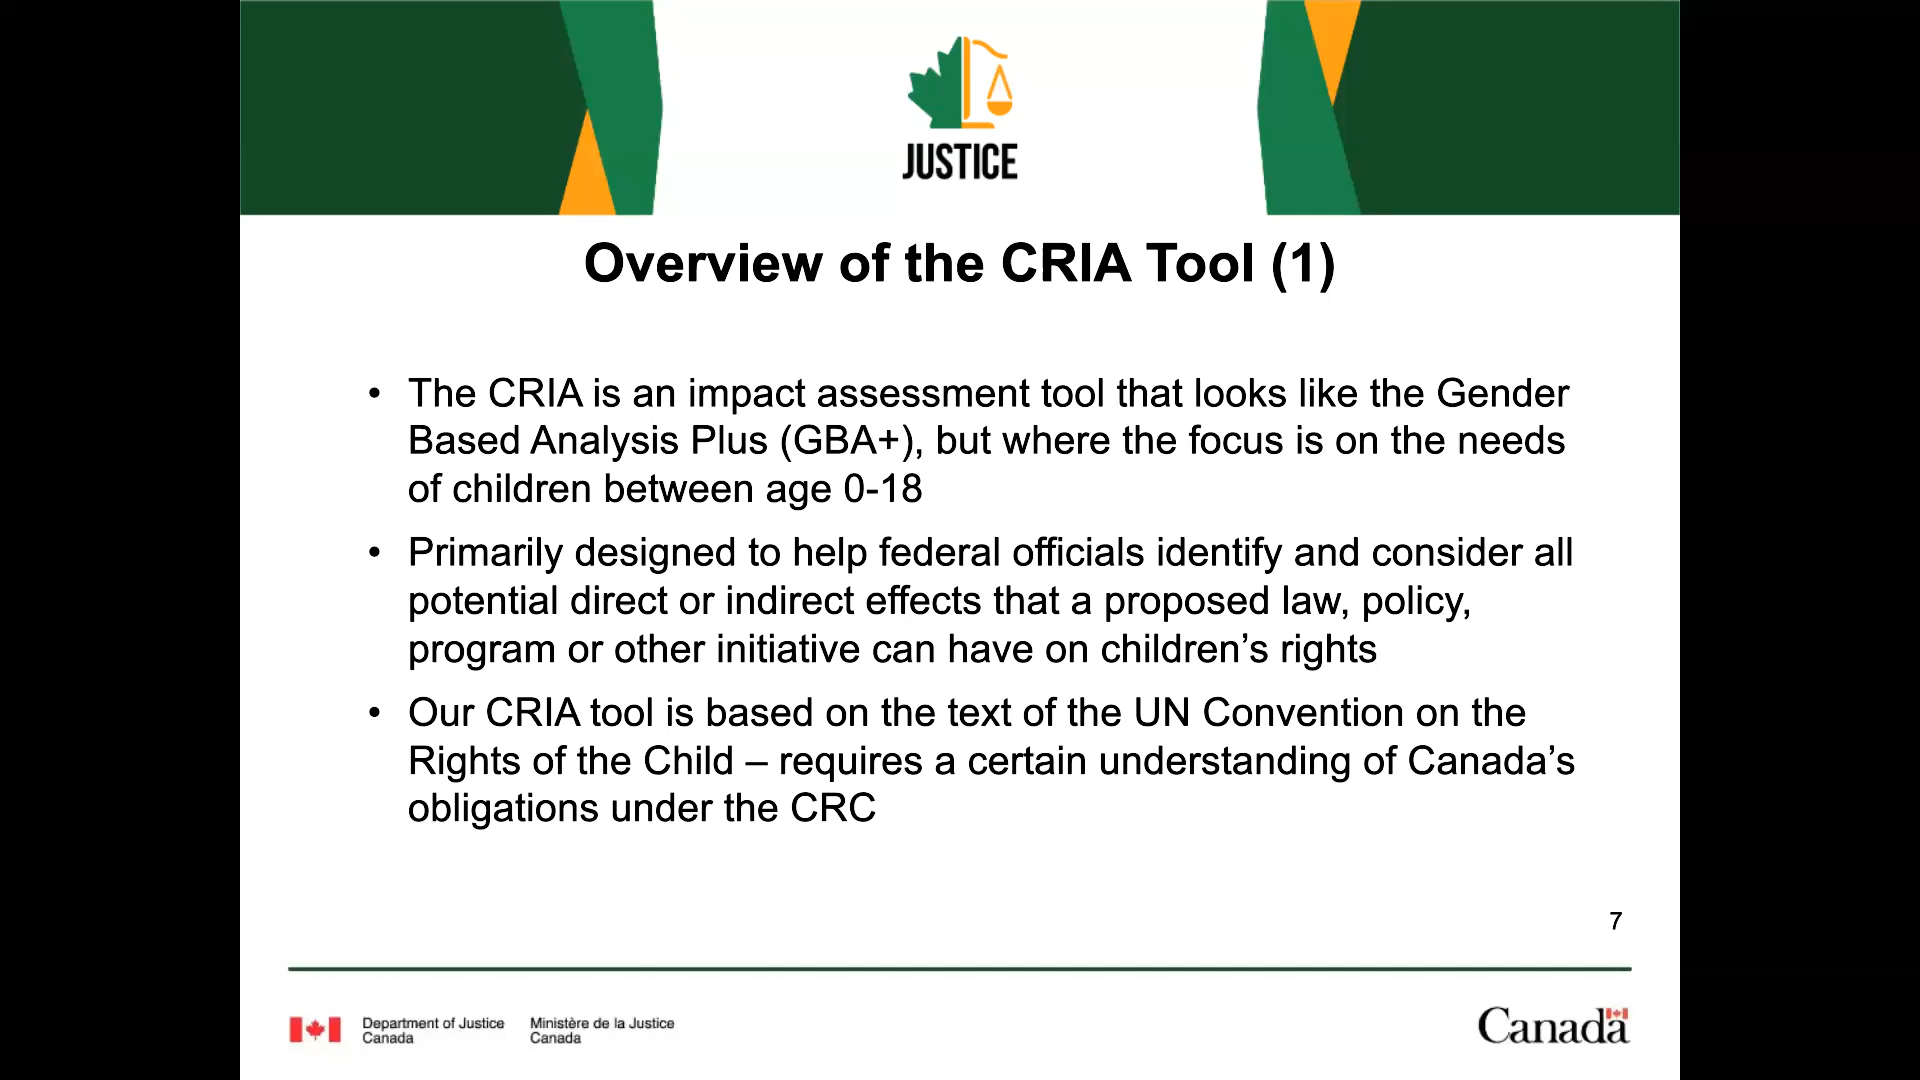 JUSTICE
Overview of the CRIA Tool (1)
• The CRIA is an impact assessment tool that looks like the Gender
Based Analysis Plus (GBA+), but where the focus is on the needs
of children between age 0-18
• Primarily designed to help federal officials identify and consider all
potential direct or indirect effects that a proposed law, policy,
program or other initiative can have on children’s rights
• Our CRIA tool is based on the text of the UN Convention on the
Rights of the Child – requires a certain understanding of Canada’s
obligations under the CRC
7
Department of Justice
Canada
Ministère de la Justice
Canada
Canada